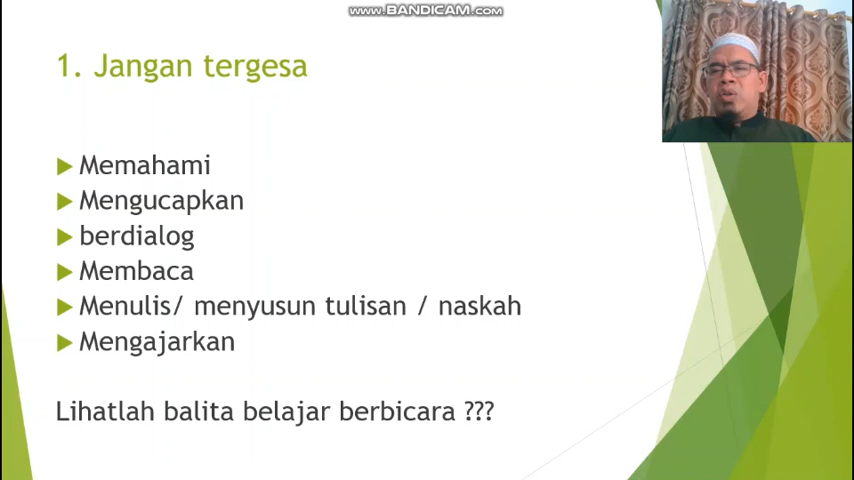 www.BANDICAM.com
1. Jangan tergesa
Memahami
Mengucapkan
berdialog
Membaca
Menulis/ menyusun tulisan / naskah
Mengajarkan
Lihatlah balita belajar berbicara ???